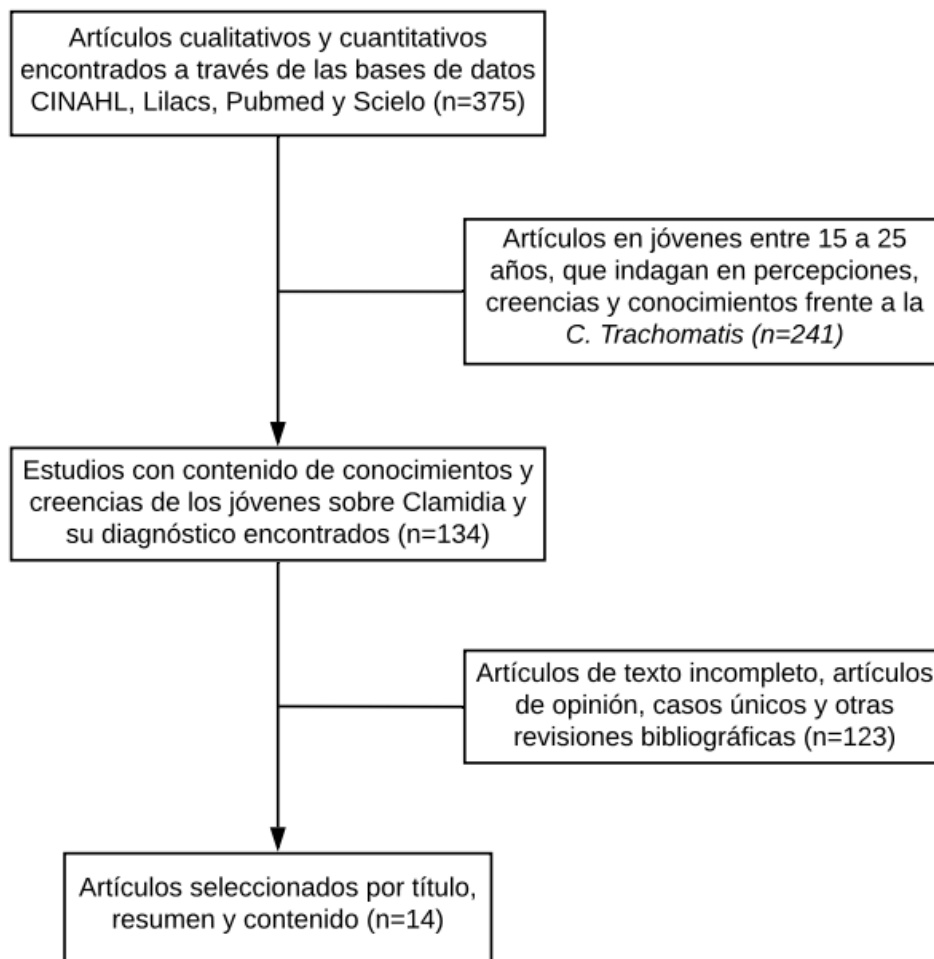 Artículos cualitativos y cuantitativos
encontrados a través de las bases de datos
CINAHL, Lilacs, Pubmed y Scielo (n=375)
Artículos en jóvenes entre 15 a 25
años, que indagan en percepciones,
creencias y conocimientos frente a la
C. Trachomatis (n=241)
Estudios con contenido de conocimientos y
creencias de los jóvenes sobre Clamidia y
su diagnóstico encontrados (n=134)
Artículos de texto incompleto, artículos
de opinión, casos únicos y otras
revisiones bibliográficas (n=123)
Artículos seleccionados por título,
resumen y contenido (n=14)